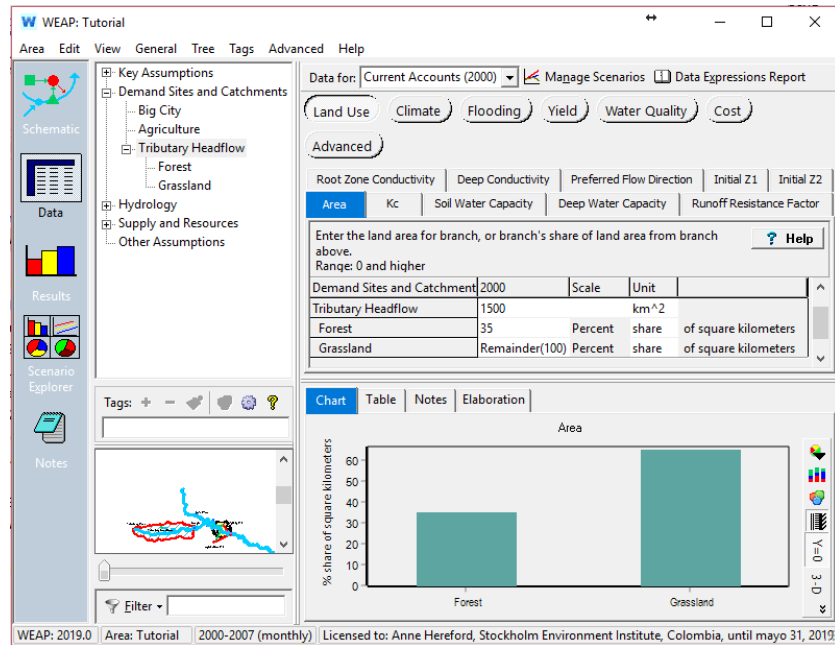 WEAP: Tutorial
Area Edit View General Tree Tags Advanced Help
Schematic
Data
Results
Scenario
Explorer
Notes
Key Assumptions
Demand Sites and Catchments
Big City
Agriculture
Tributary Headflow
Forest
Grassland
Hydrology
Supply and Resources
Other Assumptions
Tags:
Filter
Data for: Current Accounts (2000) Manage Scenarios Data Expressions Report
Land Use Climate Flooding Yield Water Quality Cost
Advanced
Root Zone Conductivity Deep Conductivity Preferred Flow Direction Initial Z1 Initial Z2
Area Kc Soil Water Capacity Deep Water Capacity Runoff Resistance Factor
Enter the land area for branch, or branch's share of land area from branch
above.
Range: 0 and higher
? Help
Demand Sites and Catchment 2000 Scale Unit
Tributary Headflow 1500 km^2
Forest 35 Percent share of square kilometers
Grassland Remainder(100) Percent share of square kilometers
Chart Table Notes Elaboration
Area
% share of square kilometers
60
50
40
30
20
10
0
Forest Grassland
Y=0
3-D
WEAP: 2019.0 Area: Tutorial 2000-2007 (monthly) Licensed to: Anne Hereford, Stockholm Environment Institute, Colombia, until mayo 31, 2019